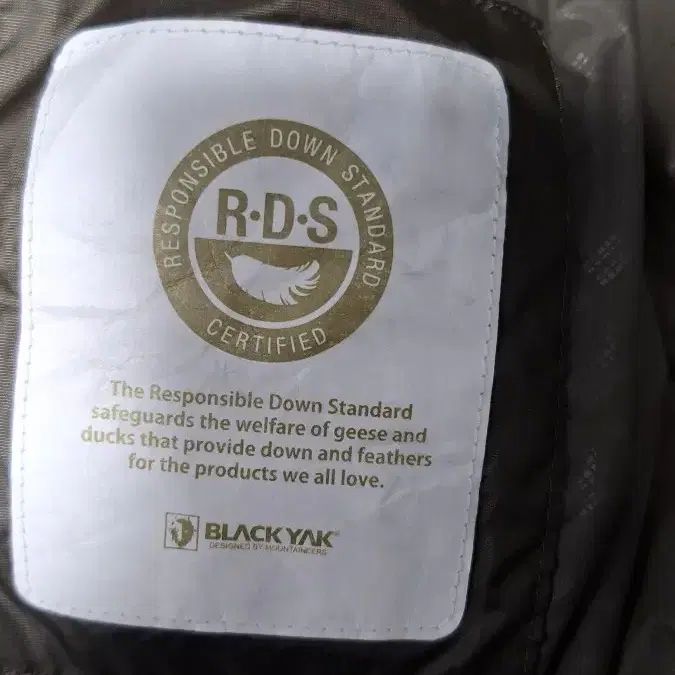 RESPONSIBLE DOWN STANDARD
R·D·S
CERTIFIED
The Responsible Down Standard
safeguards the welfare of geese and
ducks that provide down and feathers
for the products we all love.
BLACKYAK®
DESIGNED BY MOUNTAINEERS